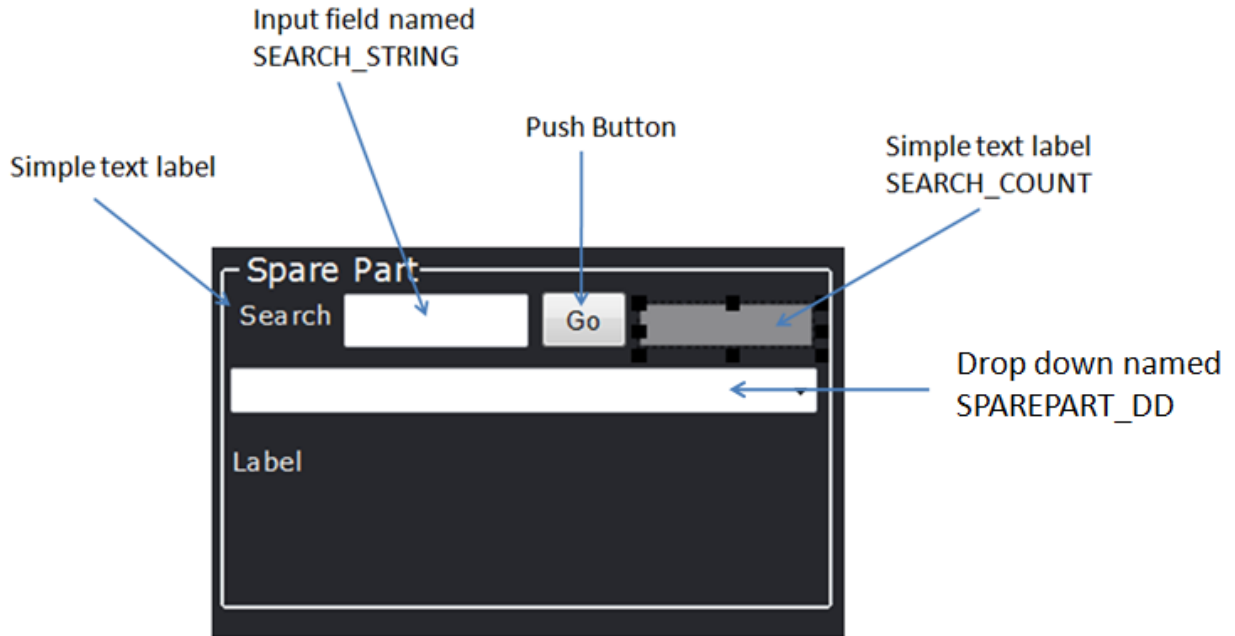 Input field named
SEARCH_STRING
Push Button
Simple text label
SEARCH_COUNT
Simple text label
Spare Part
Search
Go
Drop down named
SPAREPART_DD
Label